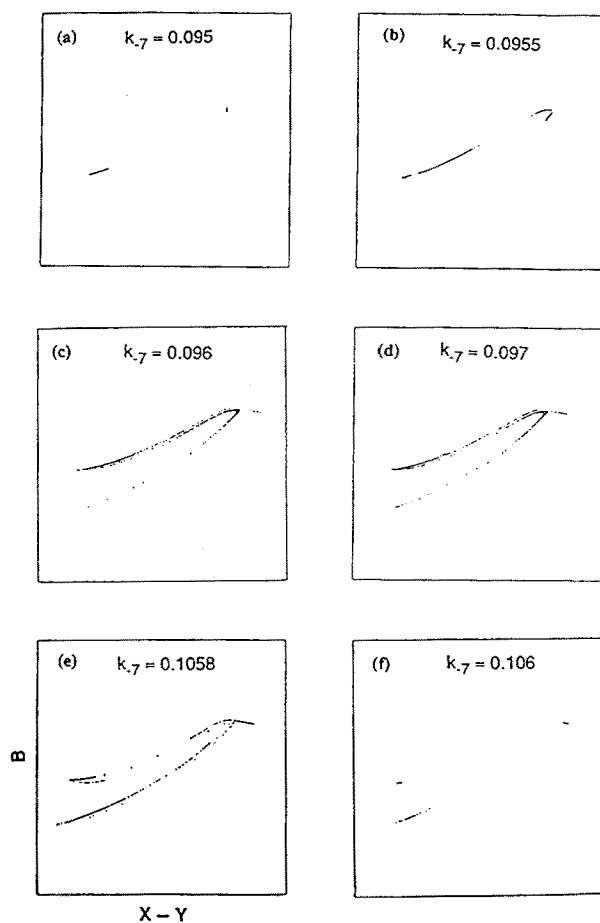 (a) k-7 = 0.095
(b) k-7 = 0.0955
(c) k-7 = 0.096
(d) k-7 = 0.097
(e) k-7 = 0.1058
(f) k-7 = 0.106
B
X – Y